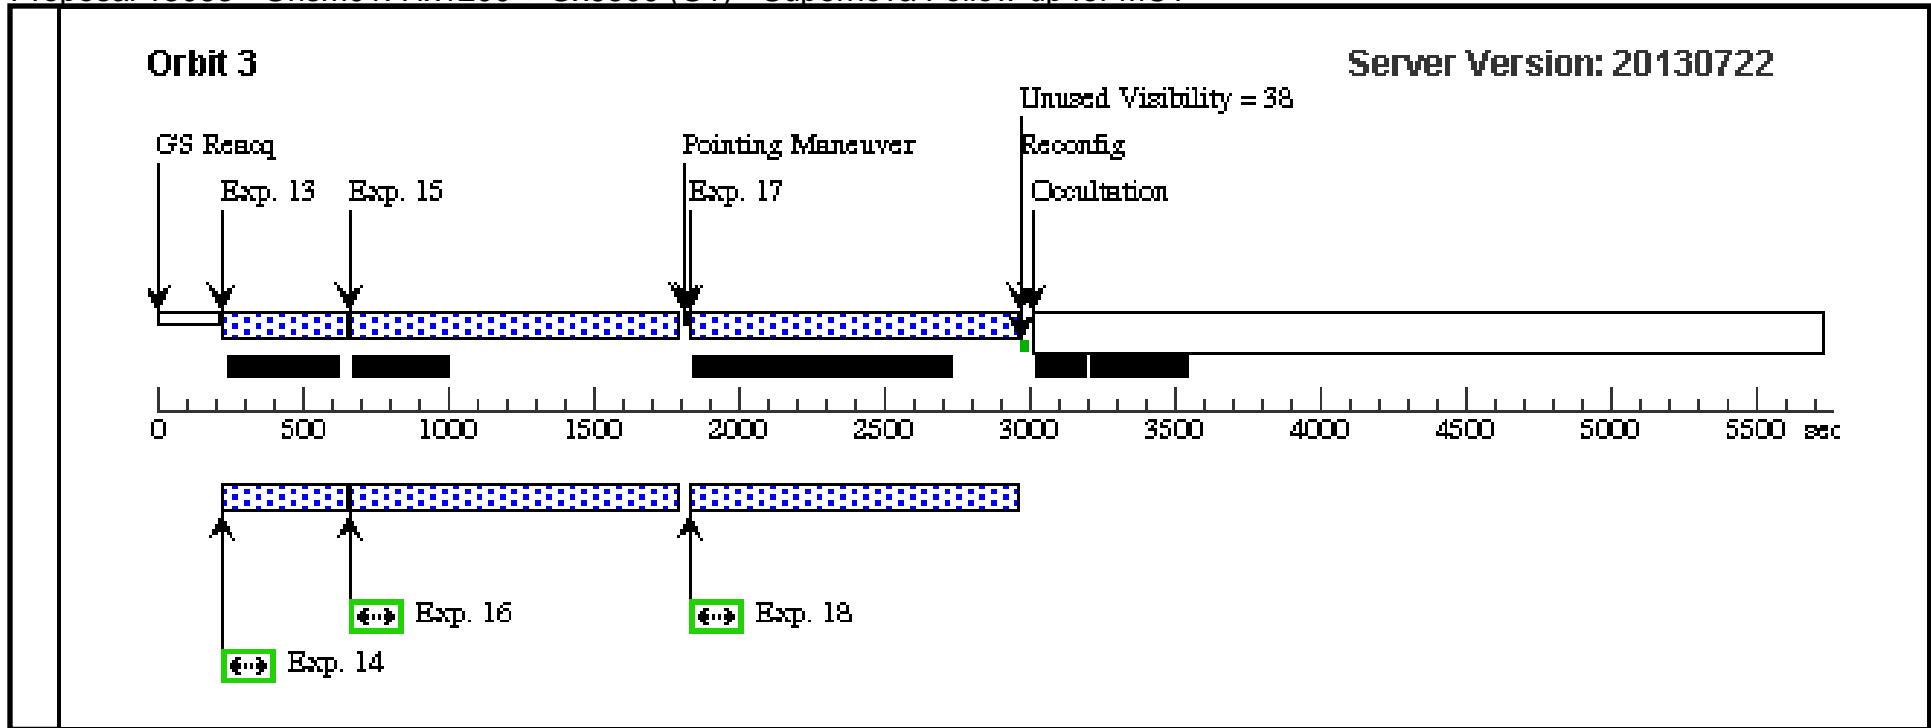 Orbit 3
Server Version: 20130722
Unused Visibility = 38
GS Reacq
Pointing Maneuver
Reconfig
Exp. 13
Exp. 15
Exp. 17
Occultation
0 500 1000 1500 2000 2500 3000 3500 4000 4500 5000 5500 sec
Exp. 16
Exp. 18
Exp. 14